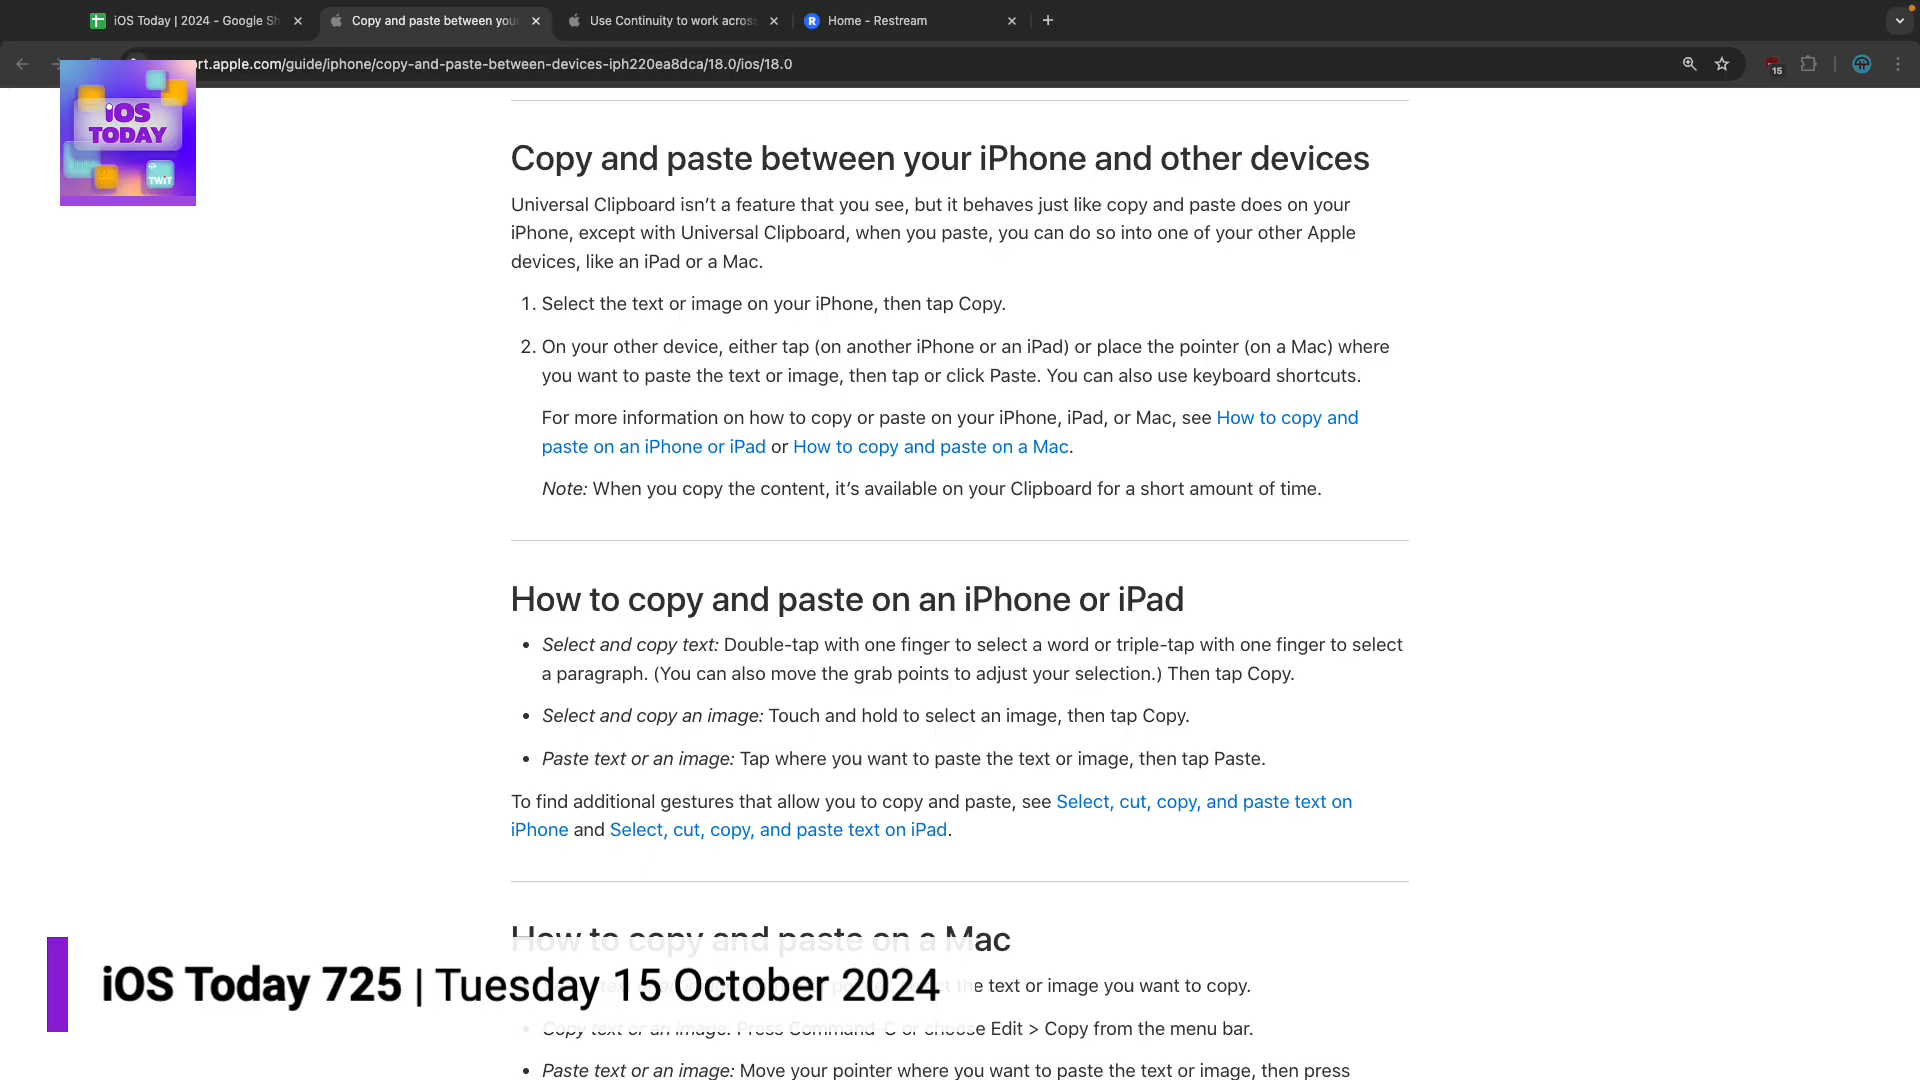 iOS Today | 2024 - Google Sh
Copy and paste between your
Use Continuity to work across
Home - Restream
rt.apple.com/guide/iphone/copy-and-paste-between-devices-iph220ea8dca/18.0/ios/18.0
15
iOS
TODAY
TWiT
Copy and paste between your iPhone and other devices
Universal Clipboard isn’t a feature that you see, but it behaves just like copy and paste does on your
iPhone, except with Universal Clipboard, when you paste, you can do so into one of your other Apple
devices, like an iPad or a Mac.
1. Select the text or image on your iPhone, then tap Copy.
2. On your other device, either tap (on another iPhone or an iPad) or place the pointer (on a Mac) where
you want to paste the text or image, then tap or click Paste. You can also use keyboard shortcuts.
For more information on how to copy or paste on your iPhone, iPad, or Mac, see How to copy and
paste on an iPhone or iPad or How to copy and paste on a Mac.
Note: When you copy the content, it’s available on your Clipboard for a short amount of time.
How to copy and paste on an iPhone or iPad
• Select and copy text: Double-tap with one finger to select a word or triple-tap with one finger to select
a paragraph. (You can also move the grab points to adjust your selection.) Then tap Copy.
• Select and copy an image: Touch and hold to select an image, then tap Copy.
• Paste text or an image: Tap where you want to paste the text or image, then tap Paste.
To find additional gestures that allow you to copy and paste, see Select, cut, copy, and paste text on
iPhone and Select, cut, copy, and paste text on iPad.
How to copy and paste on a Mac
iOS Today 725 | Tuesday 15 October 2024
text or image you want to copy.
• Copy text or an image: Press Command-C or choose Edit > Copy from the menu bar.
• Paste text or an image: Move your pointer where you want to paste the text or image, then press